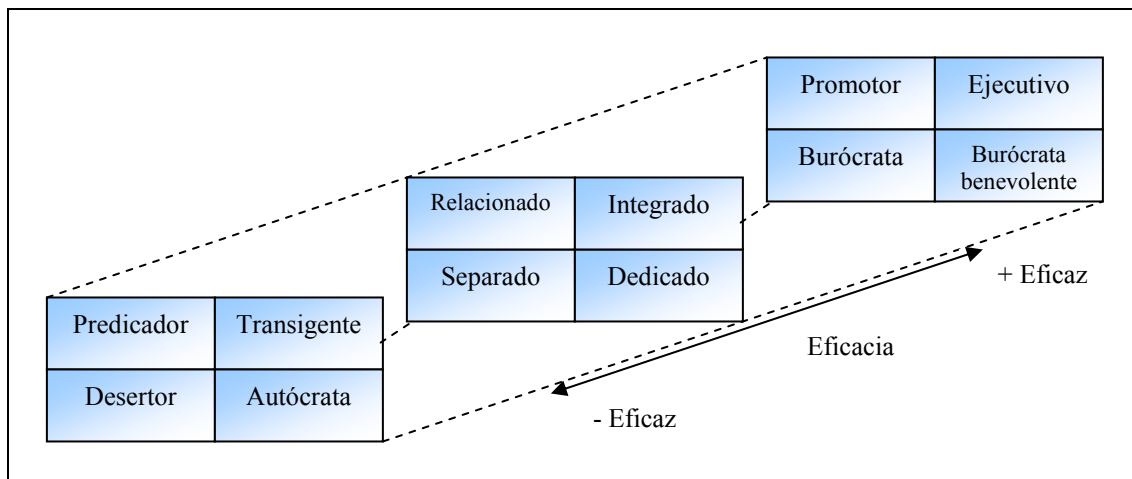 Promotor
Ejecutivo
Burócrata
Burócrata
benevolente
Relacionado
Integrado
Separado
Dedicado
+ Eficaz
Predicador
Transigente
Eficacia
Desertor
Autócrata
- Eficaz